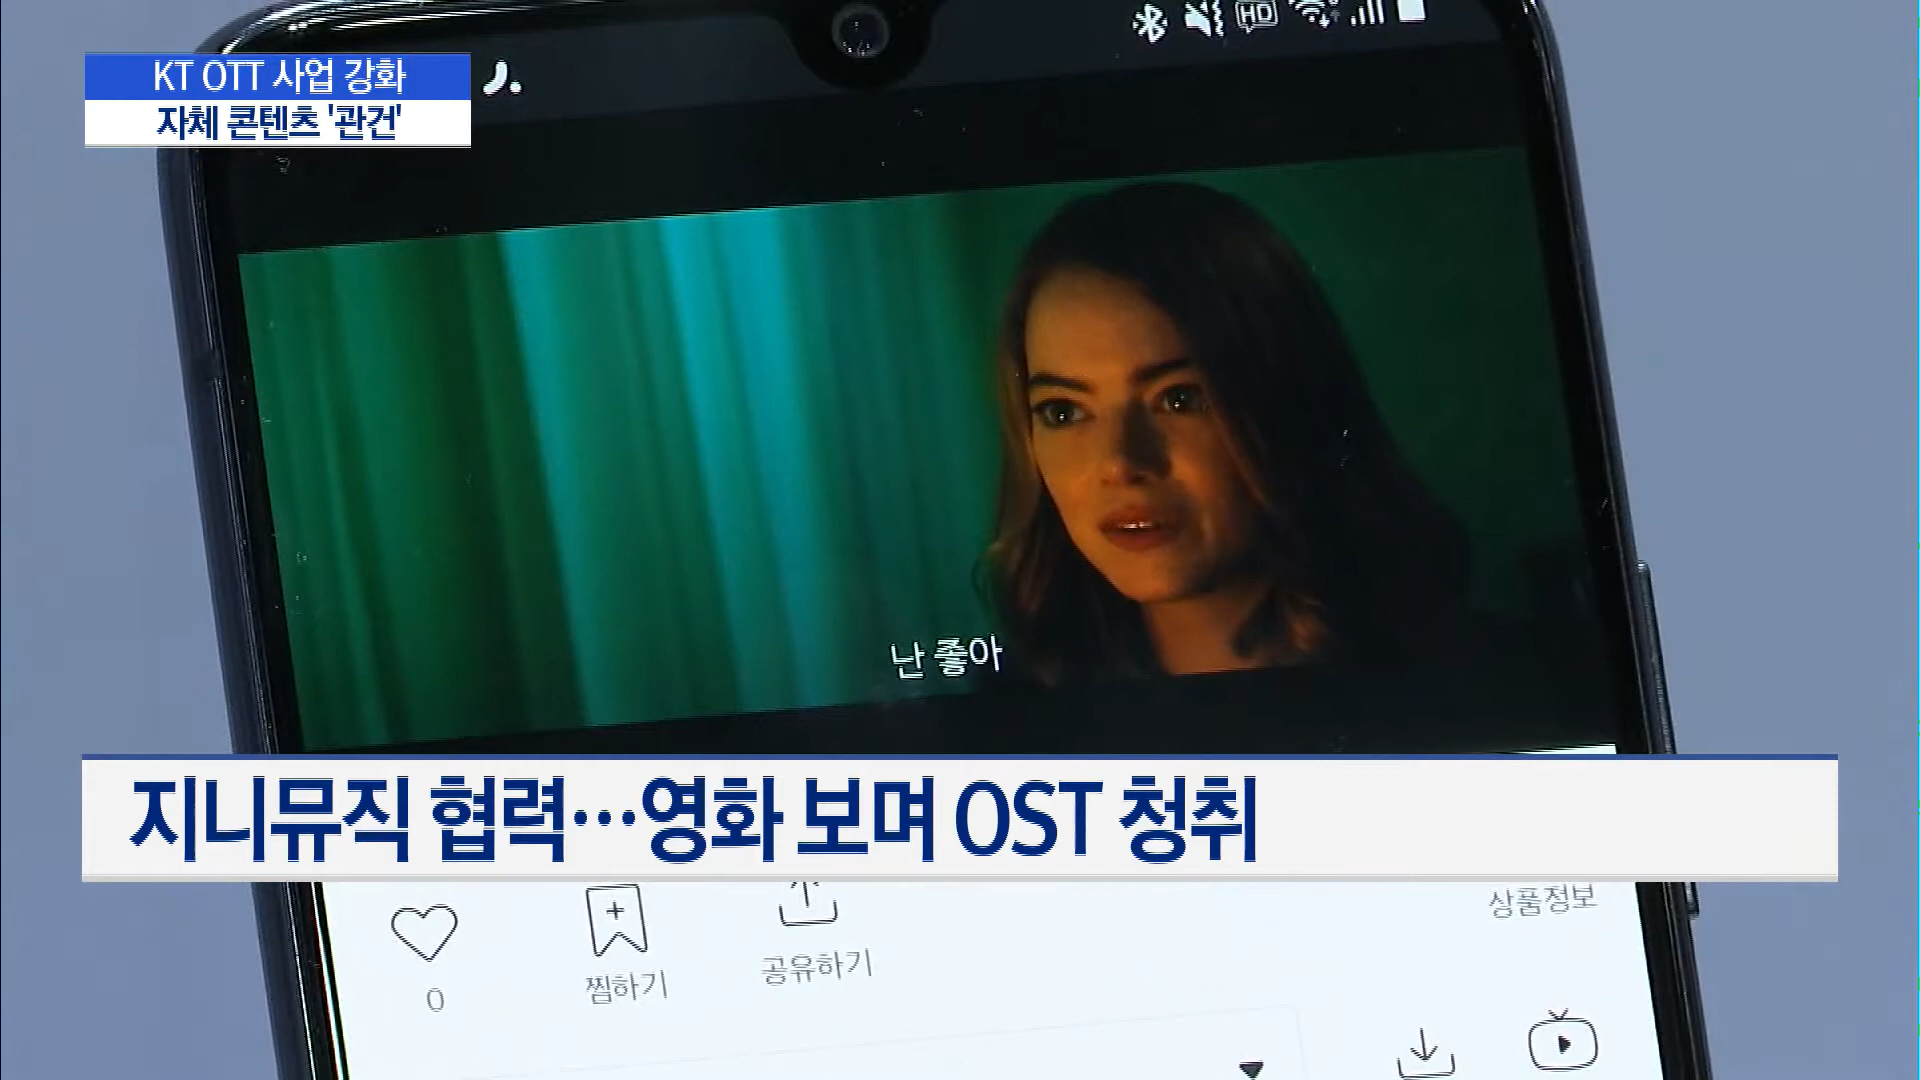 KT OTT 사업 강화
자체 콘텐츠 '관건'
HD
난 좋아
지니뮤직 협력…영화 보며 OST 청취
상품정보
0
찜하기
공유하기